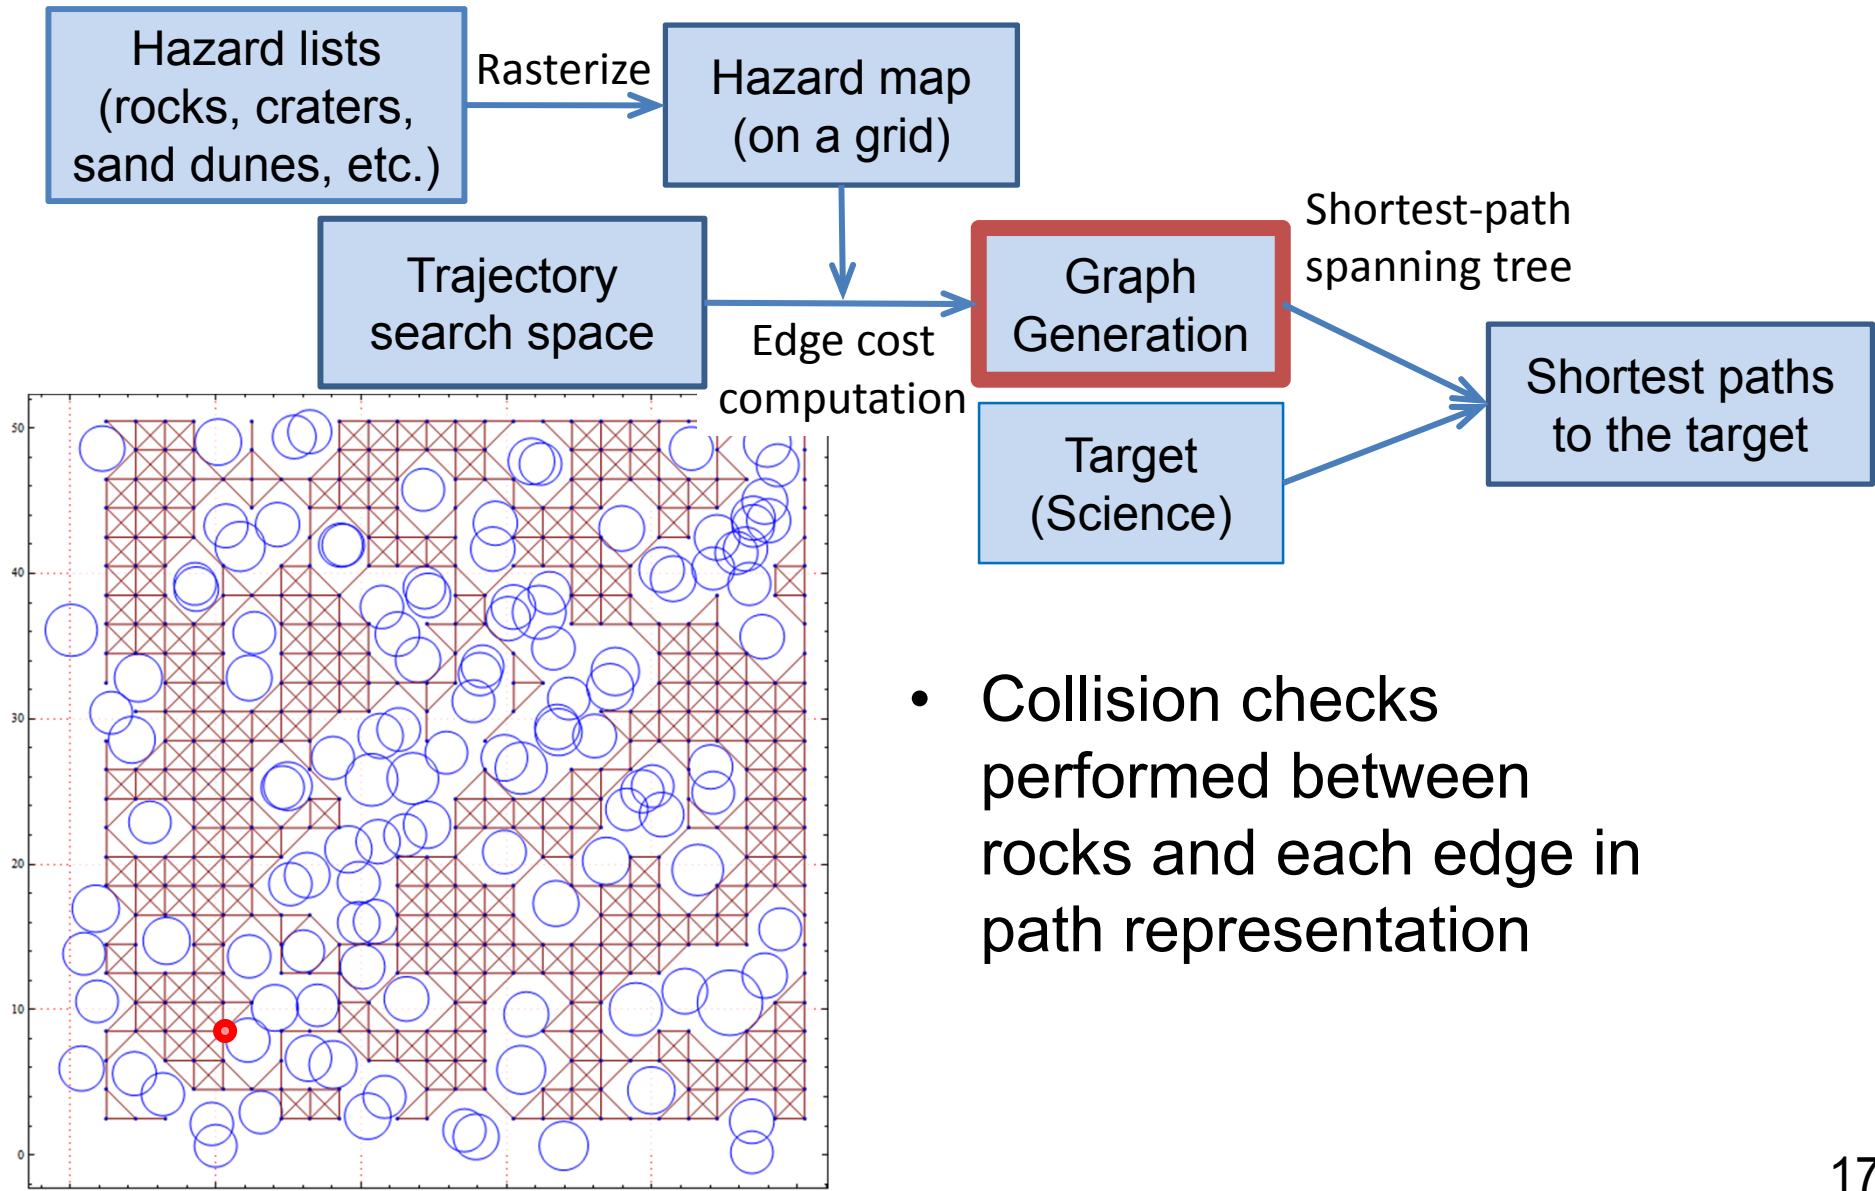 Hazard lists
(rocks, craters,
sand dunes, etc.)
Rasterize
Hazard map
(on a grid)
Trajectory
search space
Edge cost
computation
Graph
Generation
Shortest-path
spanning tree
Target
(Science)
Shortest paths
to the target
50
40
30
20
10
0
• Collision checks
performed between
rocks and each edge in
path representation
17